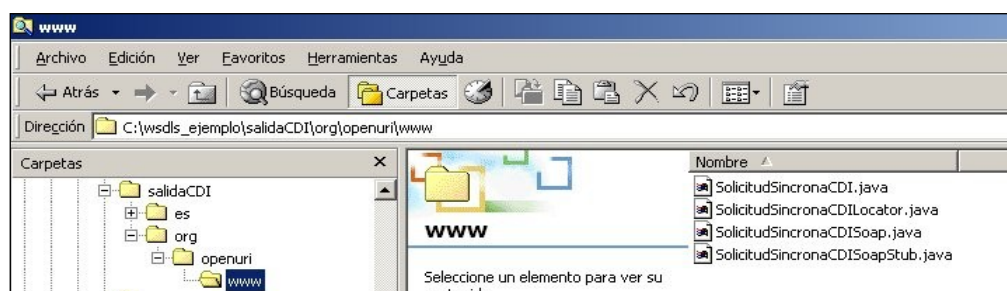 www
Archivo Edición Ver Favoritos Herramientas Ayuda
Atrás Búsqueda Carpetas
Dirección C:\wsdls_ejemplo\salidaCDI\org\openuri\www
Carpetas
salidaCDI
es
org
openuri
www
www
Seleccione un elemento para ver su
Nombre
SolicitudSincronaCDI.java
SolicitudSincronaCDILocator.java
SolicitudSincronaCDISoap.java
SolicitudSincronaCDISoapStub.java